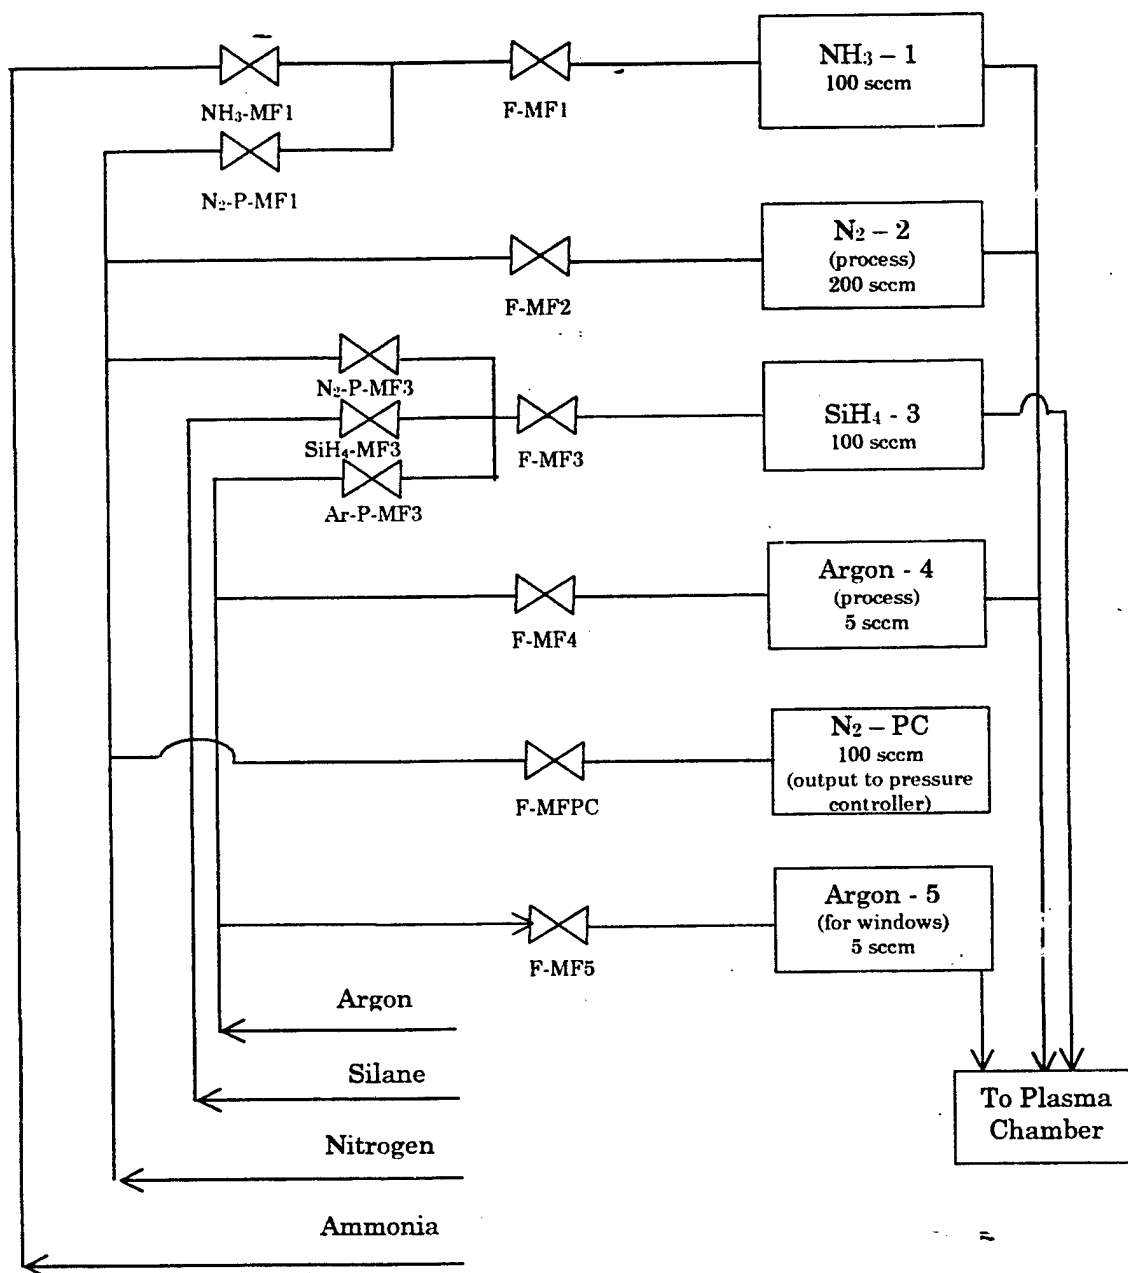 NH₃ – 1
100 sccm
NH₃-MF1
F-MF1
N₂-P-MF1
N₂ – 2
(process)
200 sccm
F-MF2
N₂-P-MF3
SiH₄-MF3
F-MF3
SiH₄ - 3
100 sccm
Ar-P-MF3
Argon - 4
(process)
5 sccm
F-MF4
N₂ – PC
100 sccm
(output to pressure
controller)
F-MFPC
Argon - 5
(for windows)
5 sccm
F-MF5
Argon
Silane
Nitrogen
Ammonia
To Plasma
Chamber